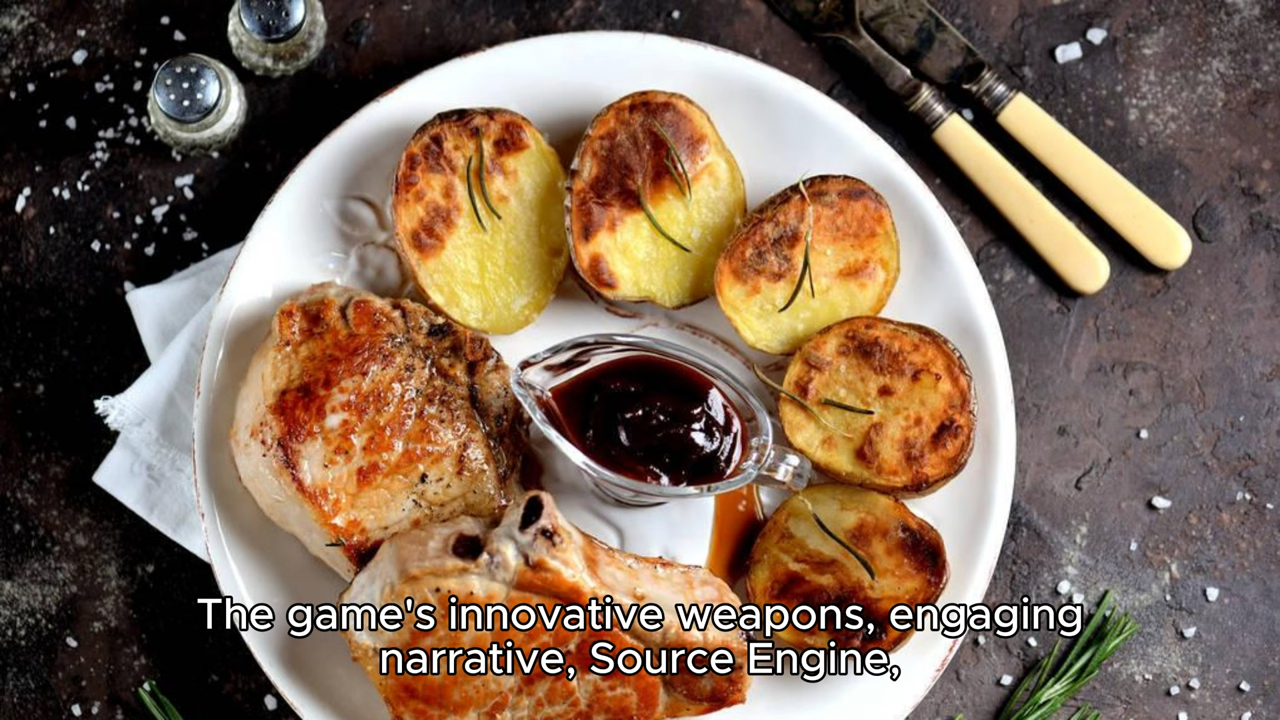 The game's innovative weapons, engaging
narrative, Source Engine,